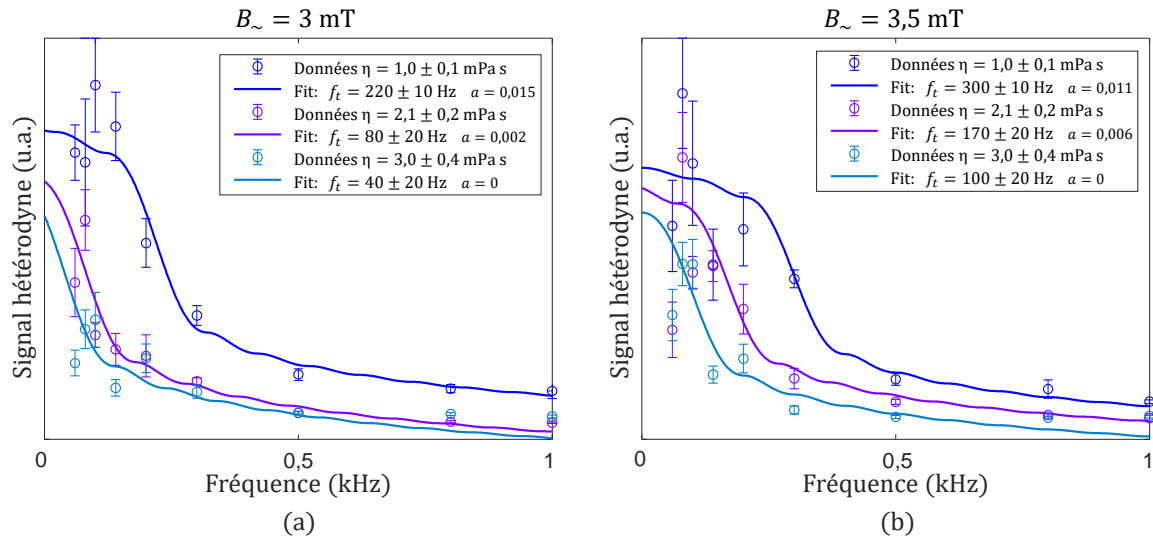 B~ = 3 mT
Données η = 1,0 ± 0,1 mPa s
Fit: f_t = 220 ± 10 Hz a = 0,015
Données η = 2,1 ± 0,2 mPa s
Fit: f_t = 80 ± 20 Hz a = 0,002
Données η = 3,0 ± 0,4 mPa s
Fit: f_t = 40 ± 20 Hz a = 0
Signal hétérodyne (u.a.)
0 0,5 1
Fréquence (kHz)
(a)
B~ = 3,5 mT
Données η = 1,0 ± 0,1 mPa s
Fit: f_t = 300 ± 10 Hz a = 0,011
Données η = 2,1 ± 0,2 mPa s
Fit: f_t = 170 ± 20 Hz a = 0,006
Données η = 3,0 ± 0,4 mPa s
Fit: f_t = 100 ± 20 Hz a = 0
Signal hétérodyne (u.a.)
0 0,5 1
Fréquence (kHz)
(b)